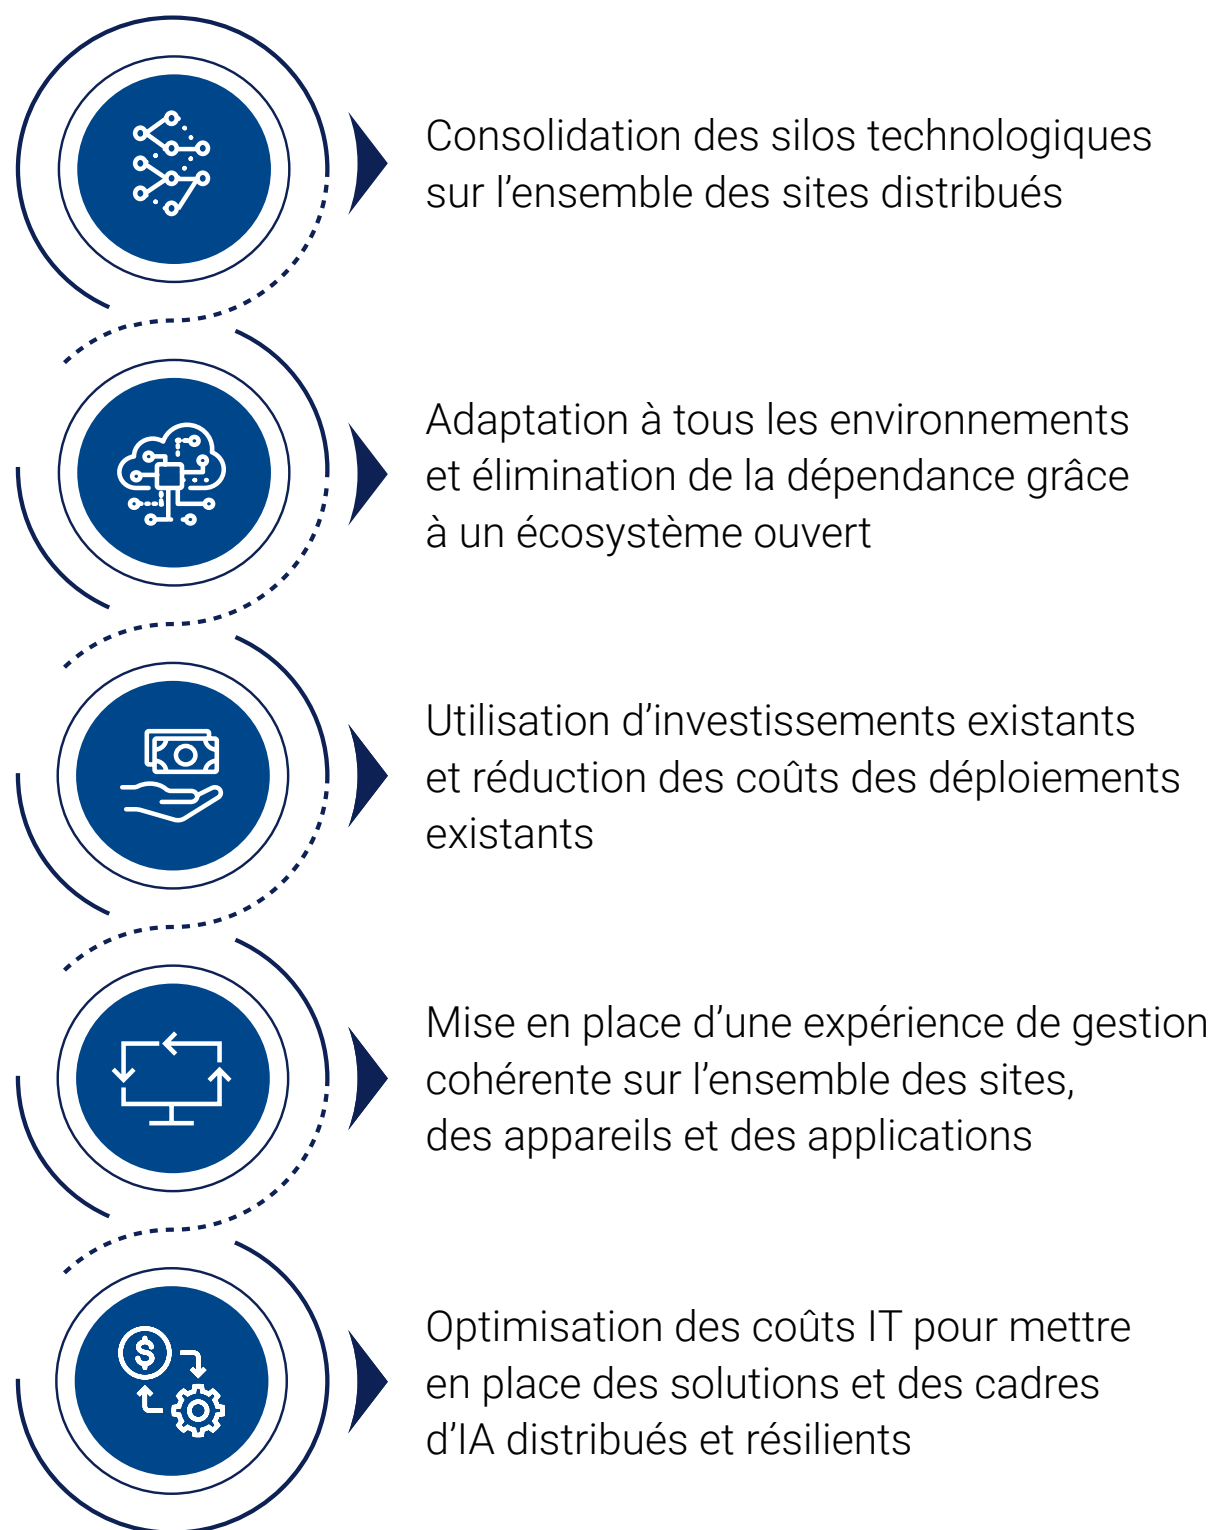 Consolidation des silos technologiques
sur l’ensemble des sites distribués
Adaptation à tous les environnements
et élimination de la dépendance grâce
à un écosystème ouvert
Utilisation d’investissements existants
et réduction des coûts des déploiements
existants
Mise en place d’une expérience de gestion
cohérente sur l’ensemble des sites,
des appareils et des applications
$
Optimisation des coûts IT pour mettre
en place des solutions et des cadres
d’IA distribués et résilients